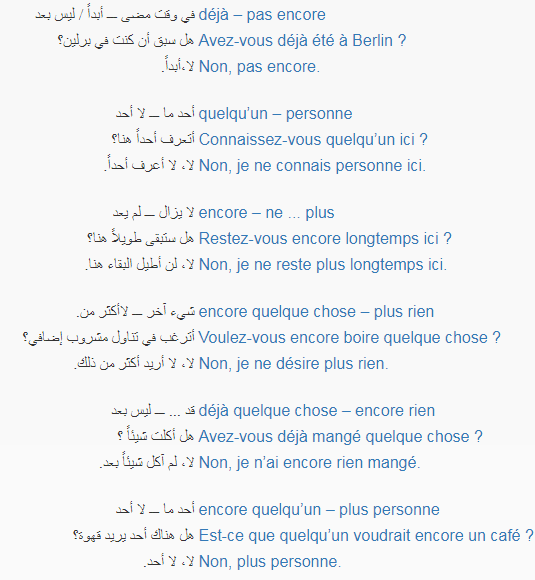 déjà – pas encore في وقت مضى ـــ أبداً / ليس بعد
Avez-vous déjà été à Berlin ? هل سبق أن كنت في برلين؟
Non, pas encore. لا،أبداً.
quelqu’un – personne أحد ما ـــ لا أحد
Connaissez-vous quelqu’un ici ? أتعرف أحداً هنا؟
Non, je ne connais personne ici. لا، لا أعرف أحداً.
encore – ne ... plus لا يزال ـــ لم يعد
Restez-vous encore longtemps ici ? هل ستبقى طويلاً هنا؟
Non, je ne reste plus longtemps ici. لا، لن أطيل البقاء هنا.
encore quelque chose – plus rien شيء آخر ـــ لاأكثر من.
Voulez-vous encore boire quelque chose ? أترغب في تناول مشروب إضافي؟
Non, je ne désire plus rien. لا، لا أريد أكثر من ذلك.
déjà quelque chose – encore rien قد ... ـــ ليس بعد
Avez-vous déjà mangé quelque chose ? هل أكلت شيئاً ؟
Non, je n’ai encore rien mangé. لا، لم آكل شيئاً بعد.
encore quelqu’un – plus personne أحد ما ـــ لا أحد
Est-ce que quelqu’un voudrait encore un café ? هل هناك أحد يريد قهوة؟
Non, plus personne. لا، لا أحد.